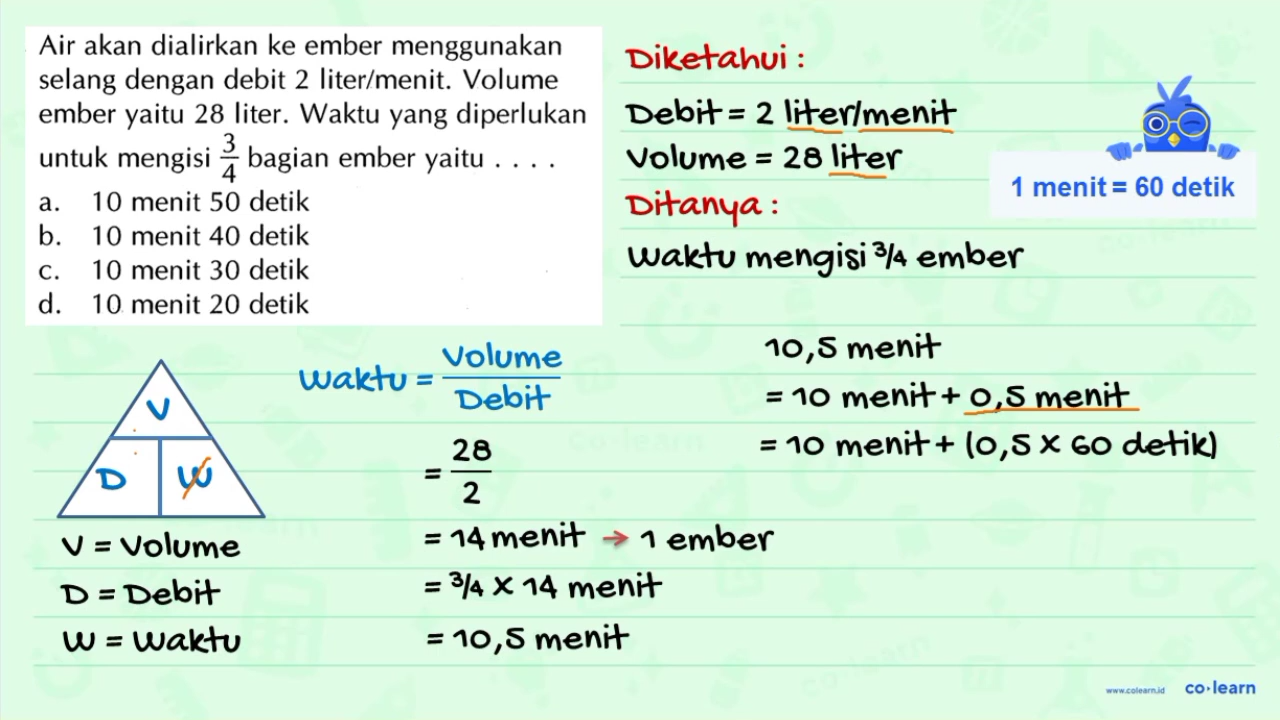 Air akan dialirkan ke ember menggunakan
selang dengan debit 2 liter/menit. Volume
ember yaitu 28 liter. Waktu yang diperlukan
untuk mengisi 3/4 bagian ember yaitu . . . .
a. 10 menit 50 detik
b. 10 menit 40 detik
c. 10 menit 30 detik
d. 10 menit 20 detik
Diketahui :
Debit = 2 liter/menit
Volume = 28 liter
Ditanya :
Waktu mengisi 3/4 ember
1 menit = 60 detik
V
D W
V = Volume
D = Debit
W = Waktu
Waktu = Volume/Debit
= 28/2
= 14 menit → 1 ember
= 3/4 x 14 menit
= 10,5 menit
10,5 menit
= 10 menit + 0,5 menit
= 10 menit + (0,5 x 60 detik)
www.colearn.id co·learn